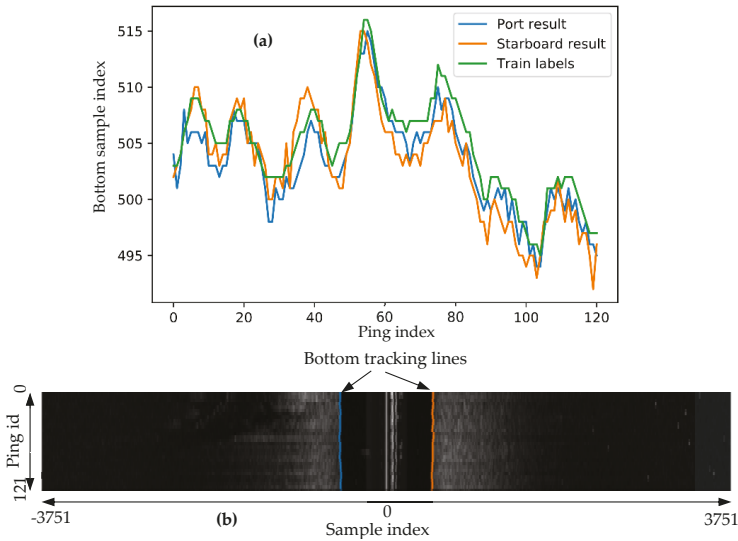 515
510
505
500
495
Bottom sample index
(a)
Port result
Starboard result
Train labels
0 20 40 60 80 100 120
Ping index
Bottom tracking lines
0
Ping id
121
-3751 0 3751
(b)
Sample index